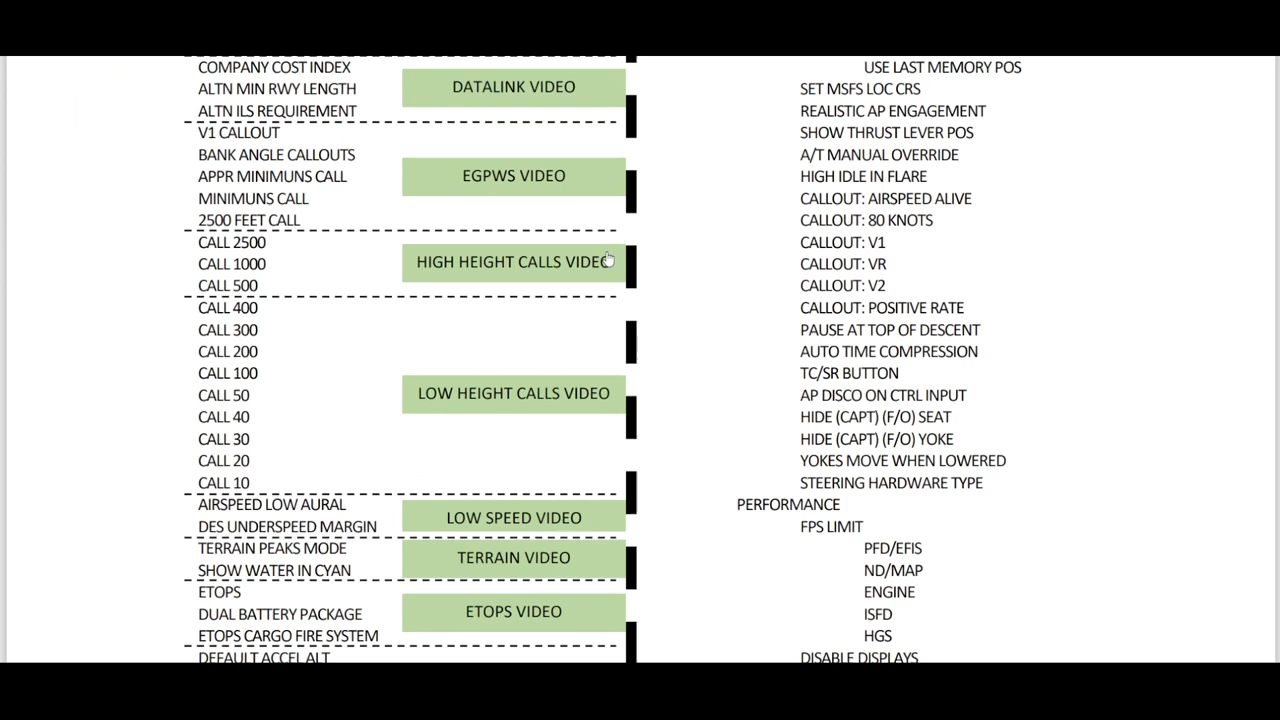 COMPANY COST INDEX
ALTN MIN RWY LENGTH
ALTN ILS REQUIREMENT
DATALINK VIDEO
V1 CALLOUT
BANK ANGLE CALLOUTS
APPR MINIMUNS CALL
MINIMUNS CALL
2500 FEET CALL
EGPWS VIDEO
CALL 2500
CALL 1000
CALL 500
HIGH HEIGHT CALLS VIDEO
CALL 400
CALL 300
CALL 200
CALL 100
CALL 50
CALL 40
CALL 30
CALL 20
CALL 10
LOW HEIGHT CALLS VIDEO
AIRSPEED LOW AURAL
DES UNDERSPEED MARGIN
LOW SPEED VIDEO
TERRAIN PEAKS MODE
SHOW WATER IN CYAN
TERRAIN VIDEO
ETOPS
DUAL BATTERY PACKAGE
ETOPS CARGO FIRE SYSTEM
ETOPS VIDEO
DEFAULT ACCEL ALT
USE LAST MEMORY POS
SET MSFS LOC CRS
REALISTIC AP ENGAGEMENT
SHOW THRUST LEVER POS
A/T MANUAL OVERRIDE
HIGH IDLE IN FLARE
CALLOUT: AIRSPEED ALIVE
CALLOUT: 80 KNOTS
CALLOUT: V1
CALLOUT: VR
CALLOUT: V2
CALLOUT: POSITIVE RATE
PAUSE AT TOP OF DESCENT
AUTO TIME COMPRESSION
TC/SR BUTTON
AP DISCO ON CTRL INPUT
HIDE (CAPT) (F/O) SEAT
HIDE (CAPT) (F/O) YOKE
YOKES MOVE WHEN LOWERED
STEERING HARDWARE TYPE
PERFORMANCE
FPS LIMIT
PFD/EFIS
ND/MAP
ENGINE
ISFD
HGS
DISABLE DISPLAYS